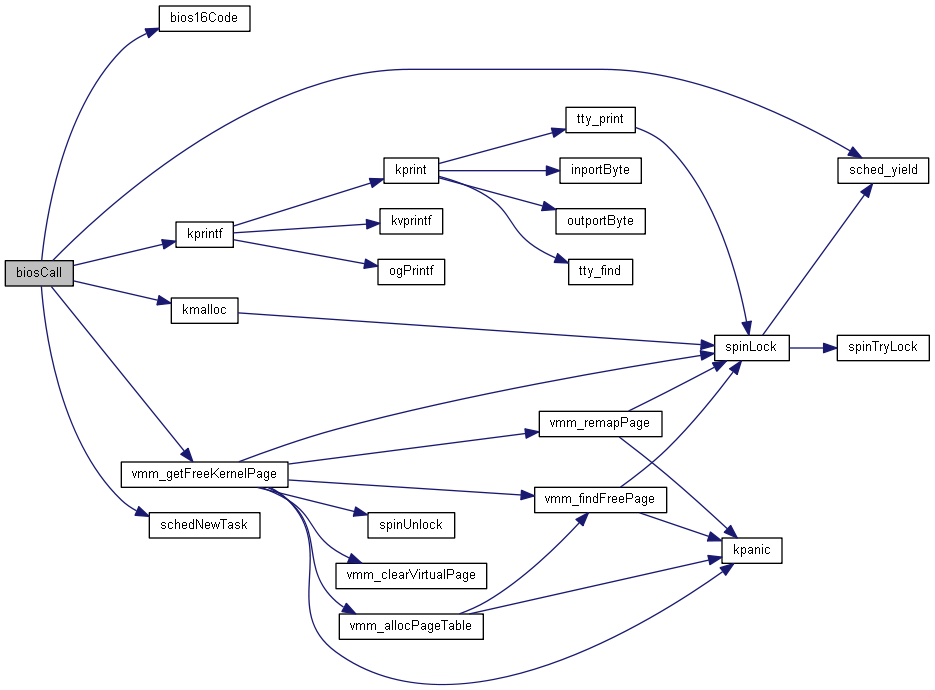 bios16Code
tty_print
kprint
inportByte
sched_yield
kvprintf
outportByte
kprintf
biosCall
ogPrintf
tty_find
kmalloc
spinLock
spinTryLock
vmm_remapPage
vmm_getFreeKernelPage
vmm_findFreePage
schedNewTask
spinUnlock
kpanic
vmm_clearVirtualPage
vmm_allocPageTable